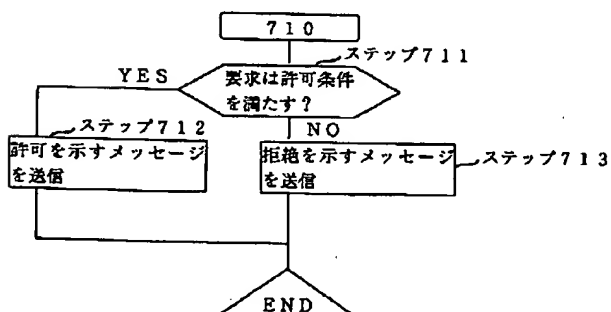 710
ステップ711
YES
要求は許可条件
を満たす?
ステップ712
NO
許可を示すメッセージ
を送信
拒絶を示すメッセージ
を送信
ステップ713
END